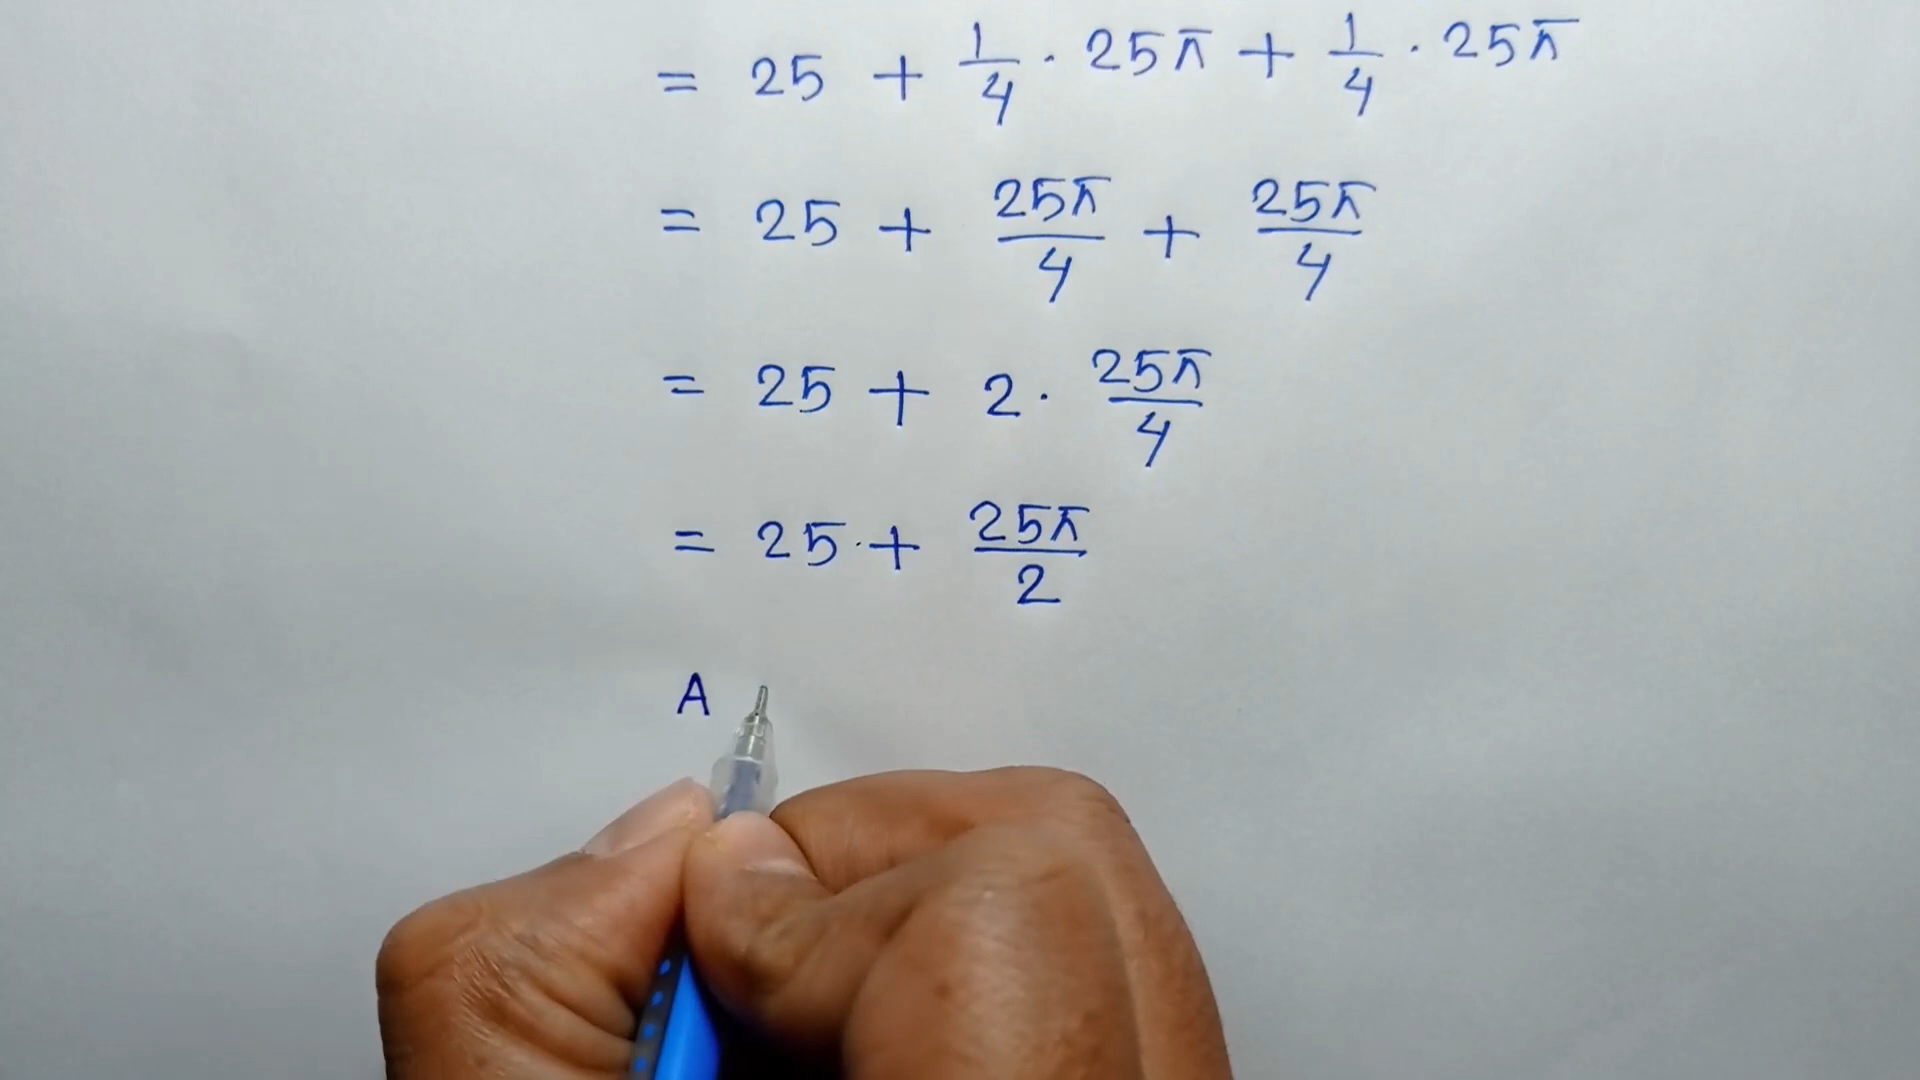 = 25 + 1/4 · 25π + 1/4 · 25π
= 25 + 25π/4 + 25π/4
= 25 + 2 · 25π/4
= 25 + 25π/2
A